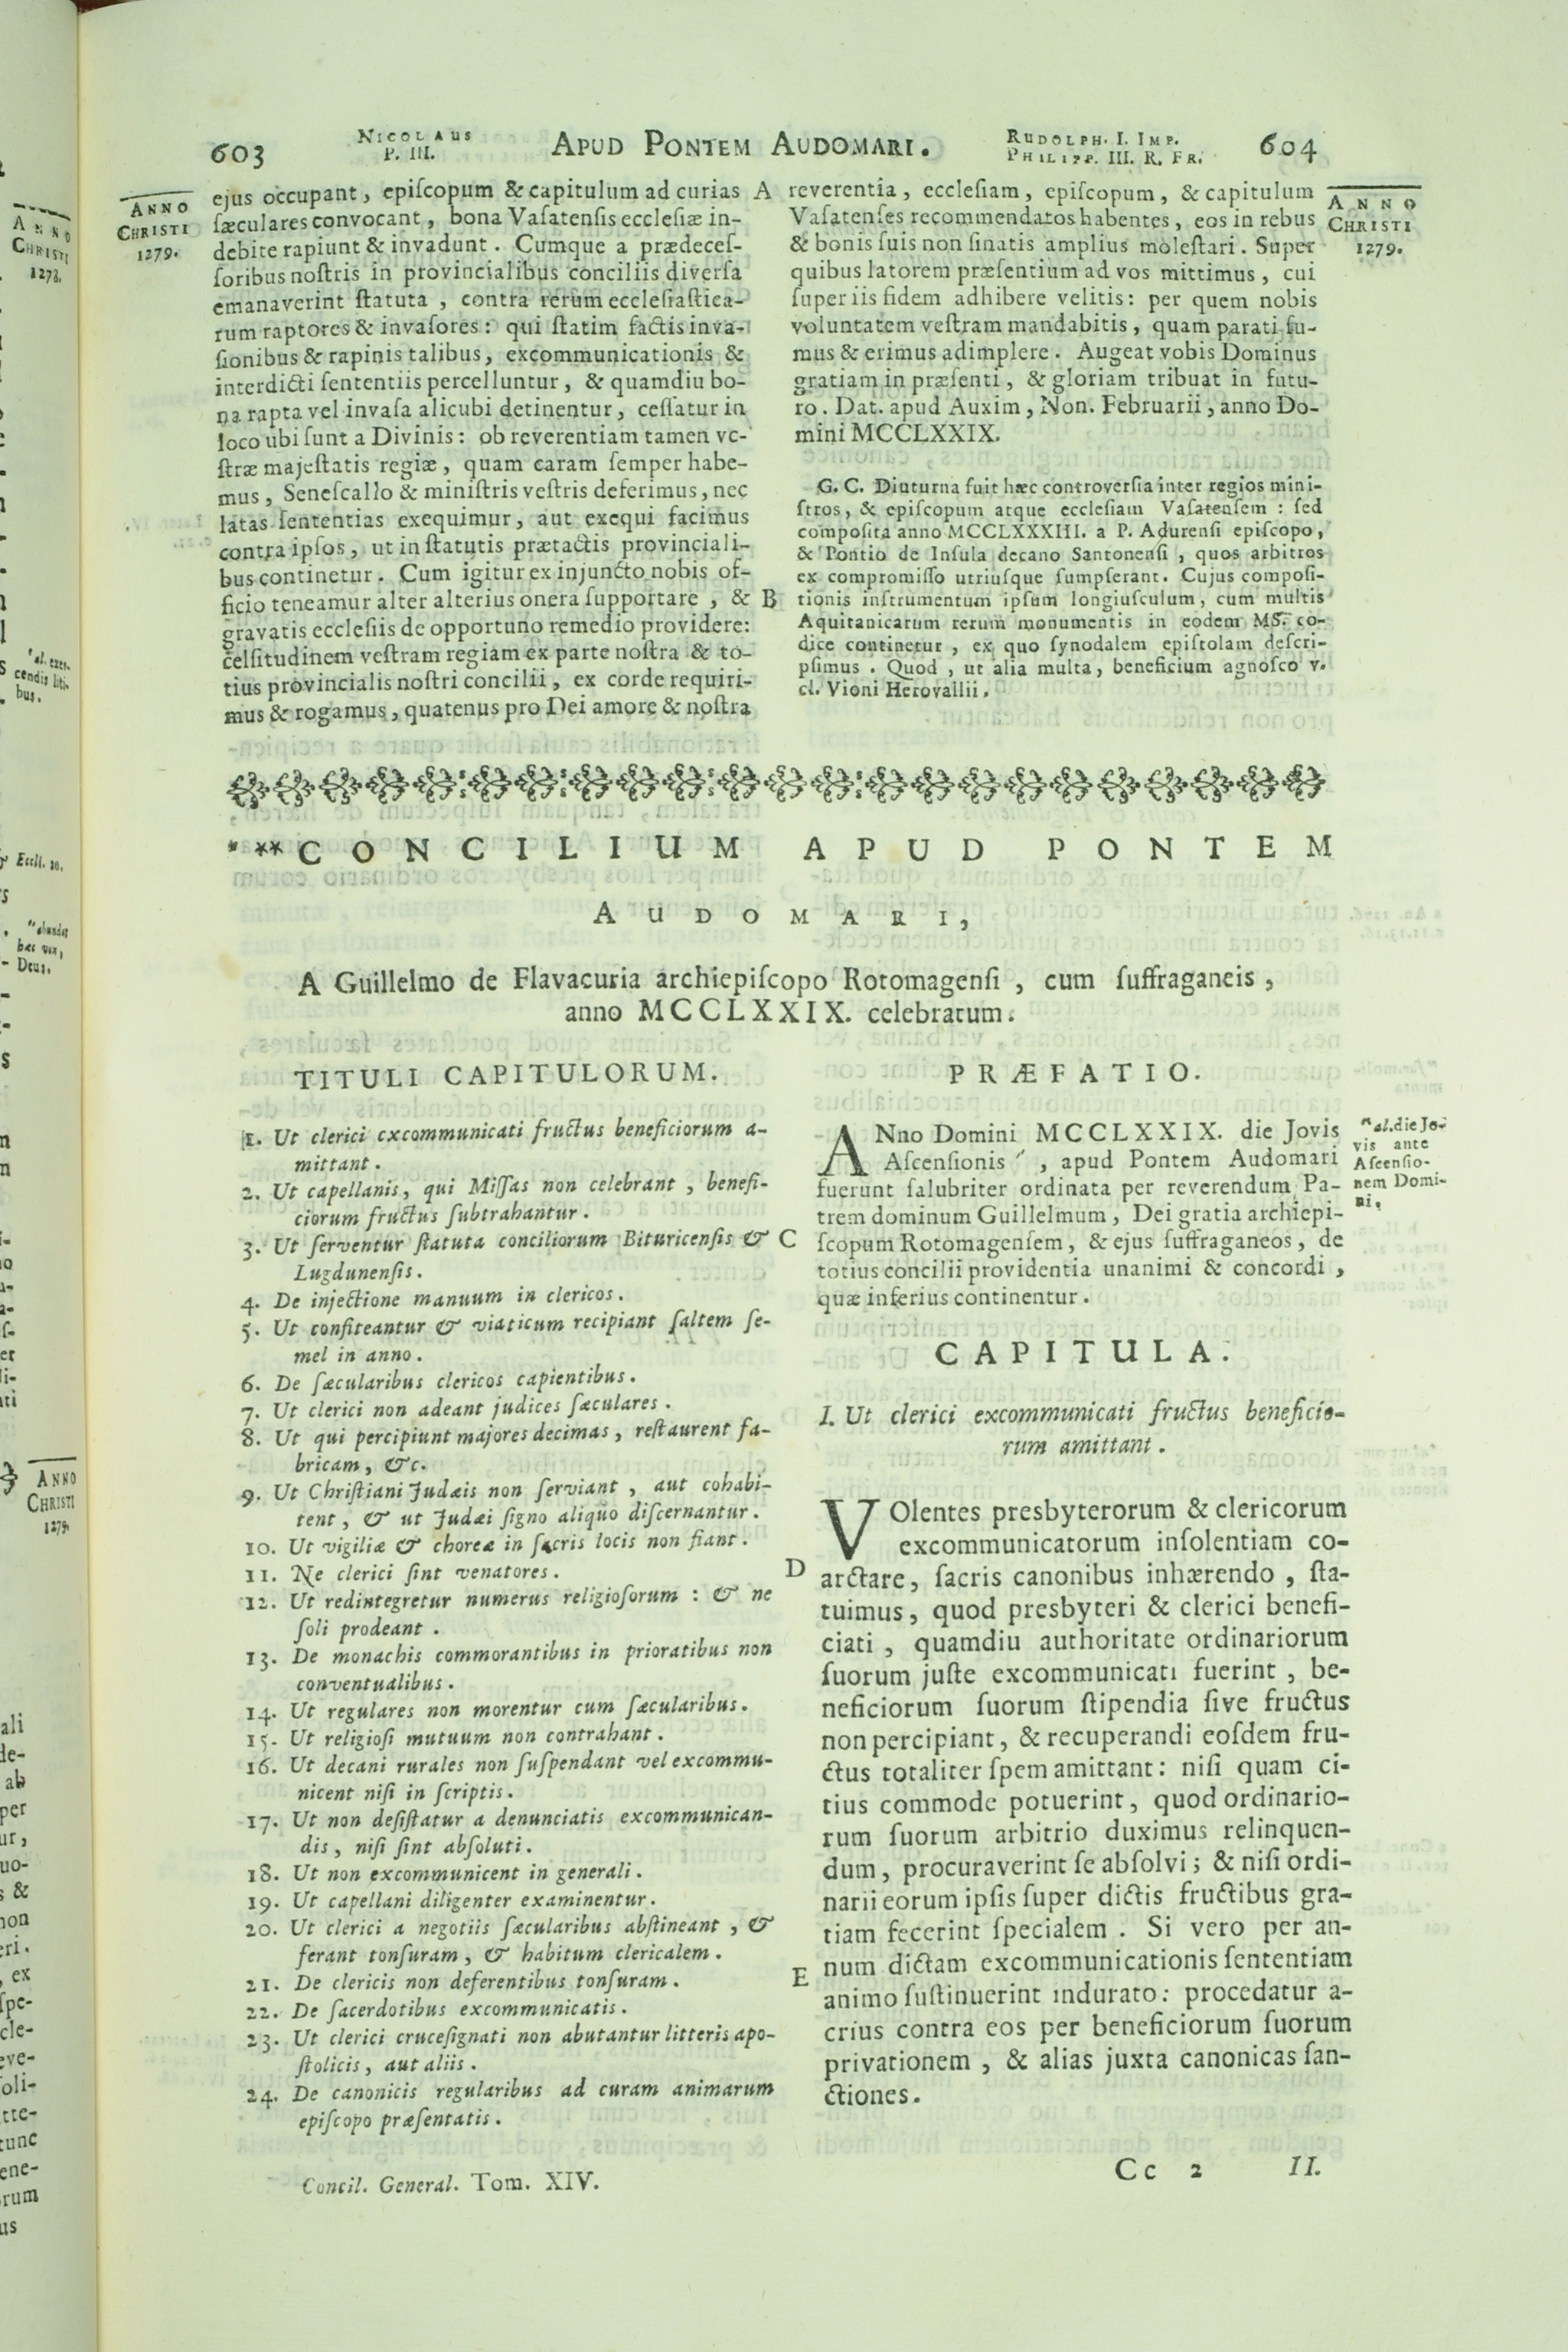 603
NICOLAUS
P. III.
APUD PONTEM AUDOMARI.
RUDOLPH. I. IMP.
PHILIPP. III. R. FR.
604
ANNO
CHRISTI
1279.
ejus occupant, epiſcopum & capitulum ad curias
ſæculares convocant, bona Vaſatenſis eccleſiæ in-
debite rapiunt & invadunt. Cumque a prædeceſ-
ſoribus noſtris in provincialibus conciliis diverſa
emanaverint ſtatuta, contra rerum eccleſiaſtica-
rum raptores & invaſores: qui ſtatim factis inva-
ſionibus & rapinis talibus, excommunicationis &
interdicti ſententiis percelluntur, & quamdiu bo-
na rapta vel invaſa alicubi detinentur, ceſſatur in
loco ubi ſunt a Divinis: ob reverentiam tamen ve-
ſtræ majeſtatis regiæ, quam caram ſemper habe-
mus, Seneſcallo & miniſtris veſtris deferimus, nec
latas ſententias exequimur, aut exequi facimus
contra ipſos, ut in ſtatutis prætactis provinciali-
bus continetur. Cum igitur ex injuncto nobis of-
ficio teneamur alter alterius onera ſupportare, &
gravatis eccleſiis de opportuno remedio providere:
celſitudinem veſtram regiam ex parte noſtra & to-
tius provincialis noſtri concilii, ex corde requiri-
mus & rogamus, quatenus pro Dei amore & noſtra
A
B
reverentia, eccleſiam, epiſcopum, & capitulum
Vaſatenſes recommendatos habentes, eos in rebus
& bonis ſuis non ſinatis amplius moleſtari. Super
quibus latorem præſentium ad vos mittimus, cui
ſuper iis fidem adhibere velitis: per quem nobis
voluntatem veſtram mandabitis, quam parati ſu-
mus & erimus adimplere. Augeat vobis Dominus
gratiam in præſenti, & gloriam tribuat in futu-
ro. Dat. apud Auxim, Non. Februarii, anno Do-
mini MCCLXXIX.
ANNO
CHRISTI
1279.
G. C. Diuturna fuit hæc controverſia inter regios mini-
ſtros, & epiſcopum atque eccleſiam Vaſatenſem: ſed
compoſita anno MCCLXXXIII. a P. Adurenſi epiſcopo,
& Pontio de Inſula decano Santonenſi, quos arbitros
ex compromiſſo utriuſque ſumpſerant. Cujus compoſi-
tionis inſtrumentum ipſum longiuſculum, cum multis
Aquitanicarum rerum monumentis in eodem MS. co-
dice continetur, ex quo ſynodalem epiſtolam deſcri-
pſimus. Quod, ut alia multa, beneficium agnoſco v.
cl. Vioni Herovallii.
* ** CONCILIUM APUD PONTEM
AUDOMARI,
A Guillelmo de Flavacuria archiepiſcopo Rotomagenſi, cum ſuffraganeis,
anno MCCLXXIX. celebratum.
TITULI CAPITULORUM.
1. Ut clerici excommunicati fructus beneficiorum a-
mittant.
2. Ut capellanis, qui Miſſas non celebrant, benefi-
ciorum fructus ſubtrahantur.
3. Ut ſerventur ſtatuta conciliorum Bituricenſis &
Lugdunenſis.
4. De injectione manuum in clericos.
5. Ut confiteantur & viaticum recipiant ſaltem ſe-
mel in anno.
6. De ſæcularibus clericos capientibus.
7. Ut clerici non adeant judices ſæculares.
8. Ut qui percipiunt majores decimas, reſtaurent fa-
bricam, &c.
9. Ut Chriſtiani Judæis non ſerviant, aut cohabi-
tent, & ut Judæi ſigno aliquo diſcernantur.
10. Ut vigiliæ & choreæ in ſacris locis non fiant.
11. Ne clerici ſint venatores.
12. Ut redintegretur numerus religioſorum: & ne
ſoli prodeant.
13. De monachis commorantibus in prioratibus non
conventualibus.
14. Ut regulares non morentur cum ſæcularibus.
15. Ut religioſi mutuum non contrahant.
16. Ut decani rurales non ſuſpendant vel excommu-
nicent niſi in ſcriptis.
17. Ut non deſiſtatur a denunciatis excommunican-
dis, niſi ſint abſoluti.
18. Ut non excommunicent in generali.
19. Ut capellani diligenter examinentur.
20. Ut clerici a negotiis ſæcularibus abſtineant, &
ferant tonſuram, & habitum clericalem.
21. De clericis non deferentibus tonſuram.
22. De ſacerdotibus excommunicatis.
23. Ut clerici cruceſignati non abutantur litteris apo-
ſtolicis, aut aliis.
24. De canonicis regularibus ad curam animarum
epiſcopo præſentatis.
C
D
E
PRÆFATIO.
ANno Domini MCCLXXIX. die Jovis
Aſcenſionis ʺ, apud Pontem Audomari
fuerunt ſalubriter ordinata per reverendum Pa-
trem dominum Guillelmum, Dei gratia archiepi-
ſcopum Rotomagenſem, & ejus ſuffraganeos, de
totius concilii providentia unanimi & concordi,
quæ inferius continentur.
ʺal. die Jo-
vis ante
Aſcenſio-
nem Domi-
ni.
CAPITULA.
I. Ut clerici excommunicati fructus beneficio-
rum amittant.
VOlentes presbyterorum & clericorum
excommunicatorum inſolentiam co-
arctare, ſacris canonibus inhærendo, ſta-
tuimus, quod presbyteri & clerici benefi-
ciati, quamdiu authoritate ordinariorum
ſuorum juſte excommunicati fuerint, be-
neficiorum ſuorum ſtipendia ſive fructus
non percipiant, & recuperandi eoſdem fru-
ctus totaliter ſpem amittant: niſi quam ci-
tius commode potuerint, quod ordinario-
rum ſuorum arbitrio duximus relinquen-
dum, procuraverint ſe abſolvi; & niſi ordi-
narii eorum ipſis ſuper dictis fructibus gra-
tiam fecerint ſpecialem. Si vero per an-
num dictam excommunicationis ſententiam
animo ſuſtinuerint indurato: procedatur a-
crius contra eos per beneficiorum ſuorum
privationem, & alias juxta canonicas ſan-
ctiones.
Concil. General. Tom. XIV.
Cc 2
II.